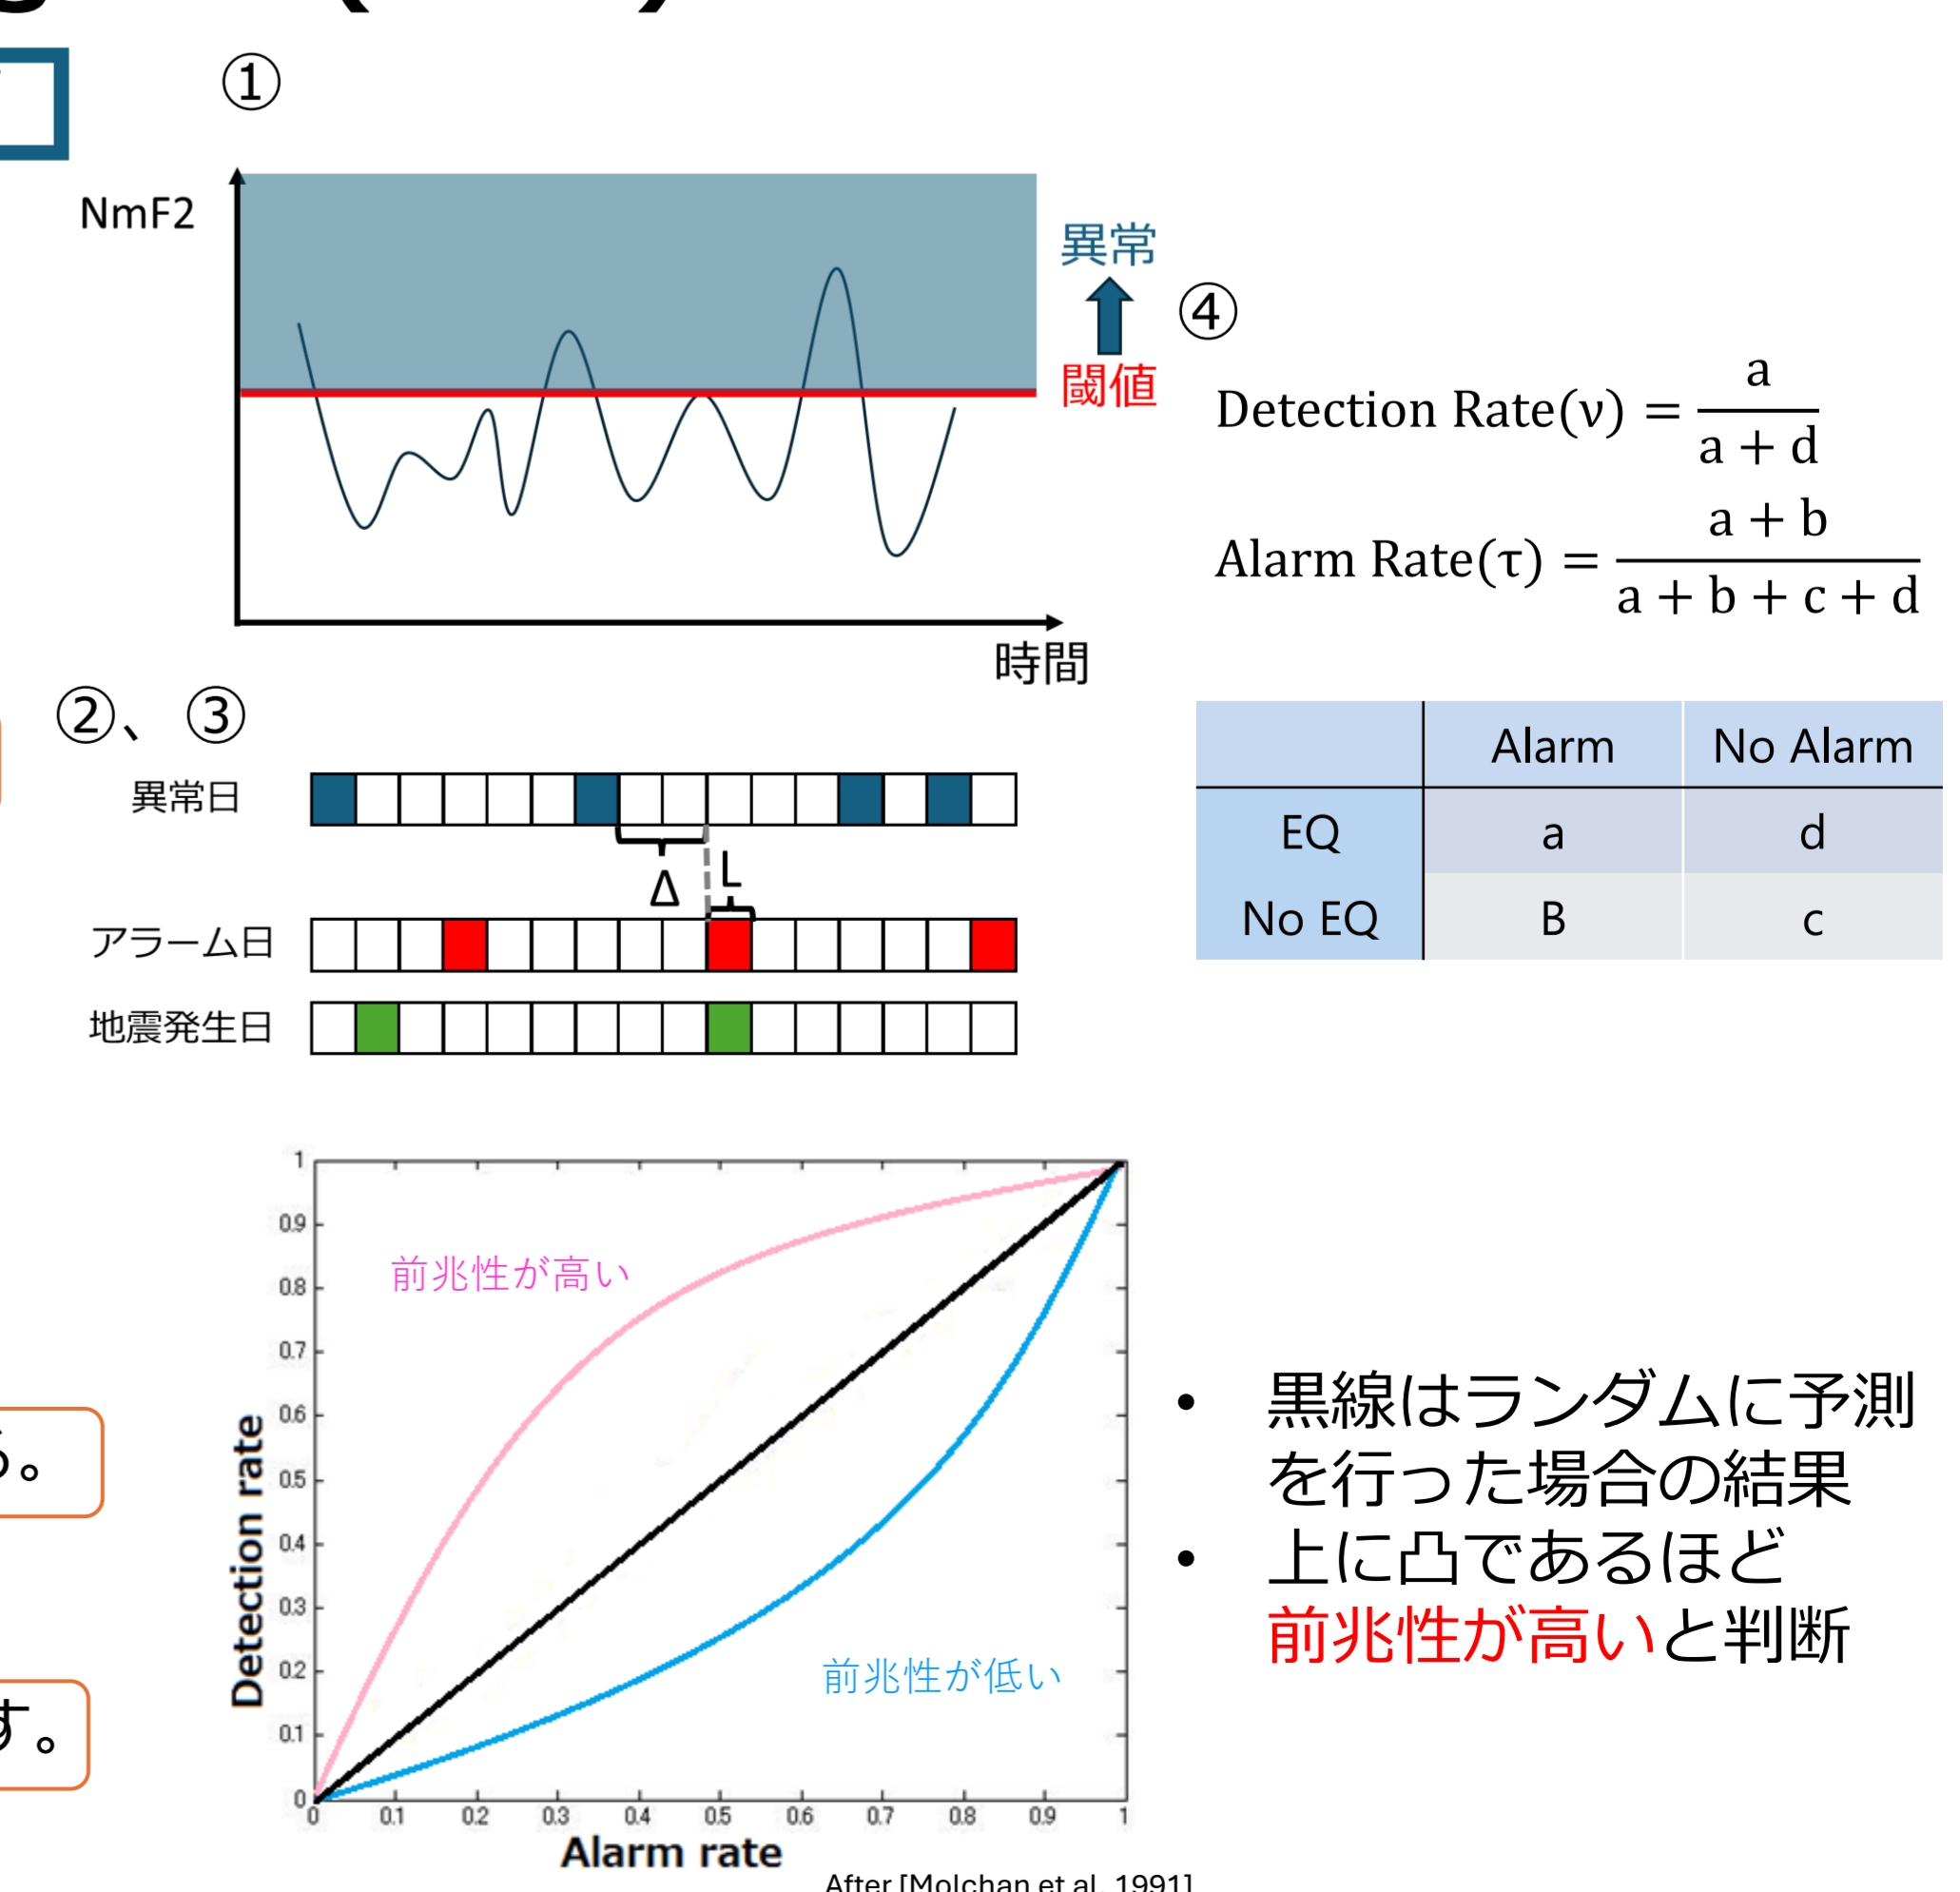 ①
NmF2
異常
閾値
時間
④
Detection Rate(ν) = a / a + d
Alarm Rate(τ) = a + b / a + b + c + d
②、③
異常日
Δ
L
アラーム日
地震発生日
Alarm No Alarm
EQ a d
No EQ B c
1
0.9
0.8
0.7
0.6
0.5
0.4
0.3
0.2
0.1
0
Detection rate
前兆性が高い
前兆性が低い
0 0.1 0.2 0.3 0.4 0.5 0.6 0.7 0.8 0.9 1
Alarm rate
After [Molchan et al. 1991]
• 黒線はランダムに予測
を行った場合の結果
• 上に凸であるほど
前兆性が高いと判断
る。
す。